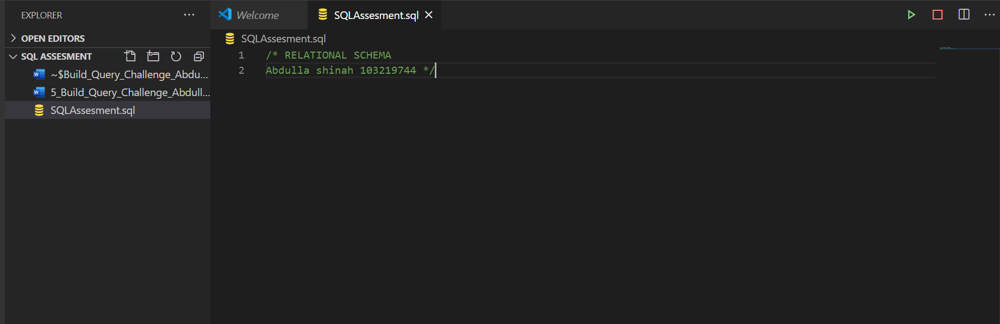 EXPLORER
OPEN EDITORS
SQL ASSESMENT
~$Build_Query_Challenge_Abdu...
5_Build_Query_Challenge_Abdull...
SQLAssesment.sql
Welcome
SQLAssesment.sql
SQLAssesment.sql
1 /* RELATIONAL SCHEMA
2 Abdulla shinah 103219744 */